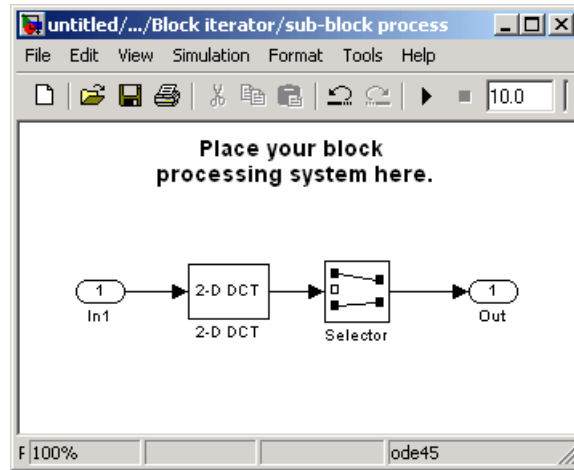 untitled/.../Block iterator/sub-block process
File Edit View Simulation Format Tools Help
10.0
Place your block
processing system here.
1
2-D DCT
1
In1
2-D DCT
Selector
Out
F 100%
ode45